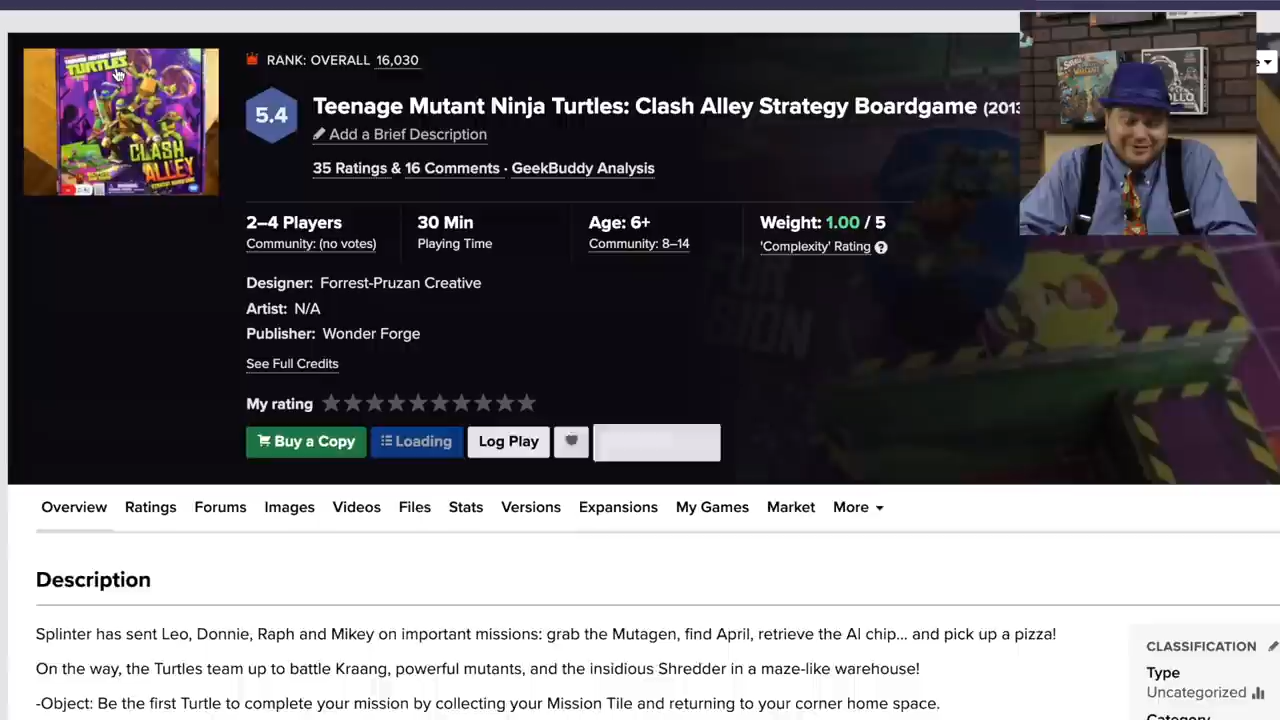 RANK: OVERALL 16,030
TURTLES
CLASH
ALLEY
5.4
Teenage Mutant Ninja Turtles: Clash Alley Strategy Boardgame (2013
Add a Brief Description
35 Ratings & 16 Comments · GeekBuddy Analysis
2–4 Players
Community: (no votes)
30 Min
Playing Time
Age: 6+
Community: 8–14
Weight: 1.00 / 5
'Complexity' Rating
Designer: Forrest-Pruzan Creative
Artist: N/A
Publisher: Wonder Forge
See Full Credits
My rating
Buy a Copy
Loading
Log Play
Overview Ratings Forums Images Videos Files Stats Versions Expansions My Games Market More
Description
Splinter has sent Leo, Donnie, Raph and Mikey on important missions: grab the Mutagen, find April, retrieve the AI chip... and pick up a pizza!
On the way, the Turtles team up to battle Kraang, powerful mutants, and the insidious Shredder in a maze-like warehouse!
-Object: Be the first Turtle to complete your mission by collecting your Mission Tile and returning to your corner home space.
CLASSIFICATION
Type
Uncategorized